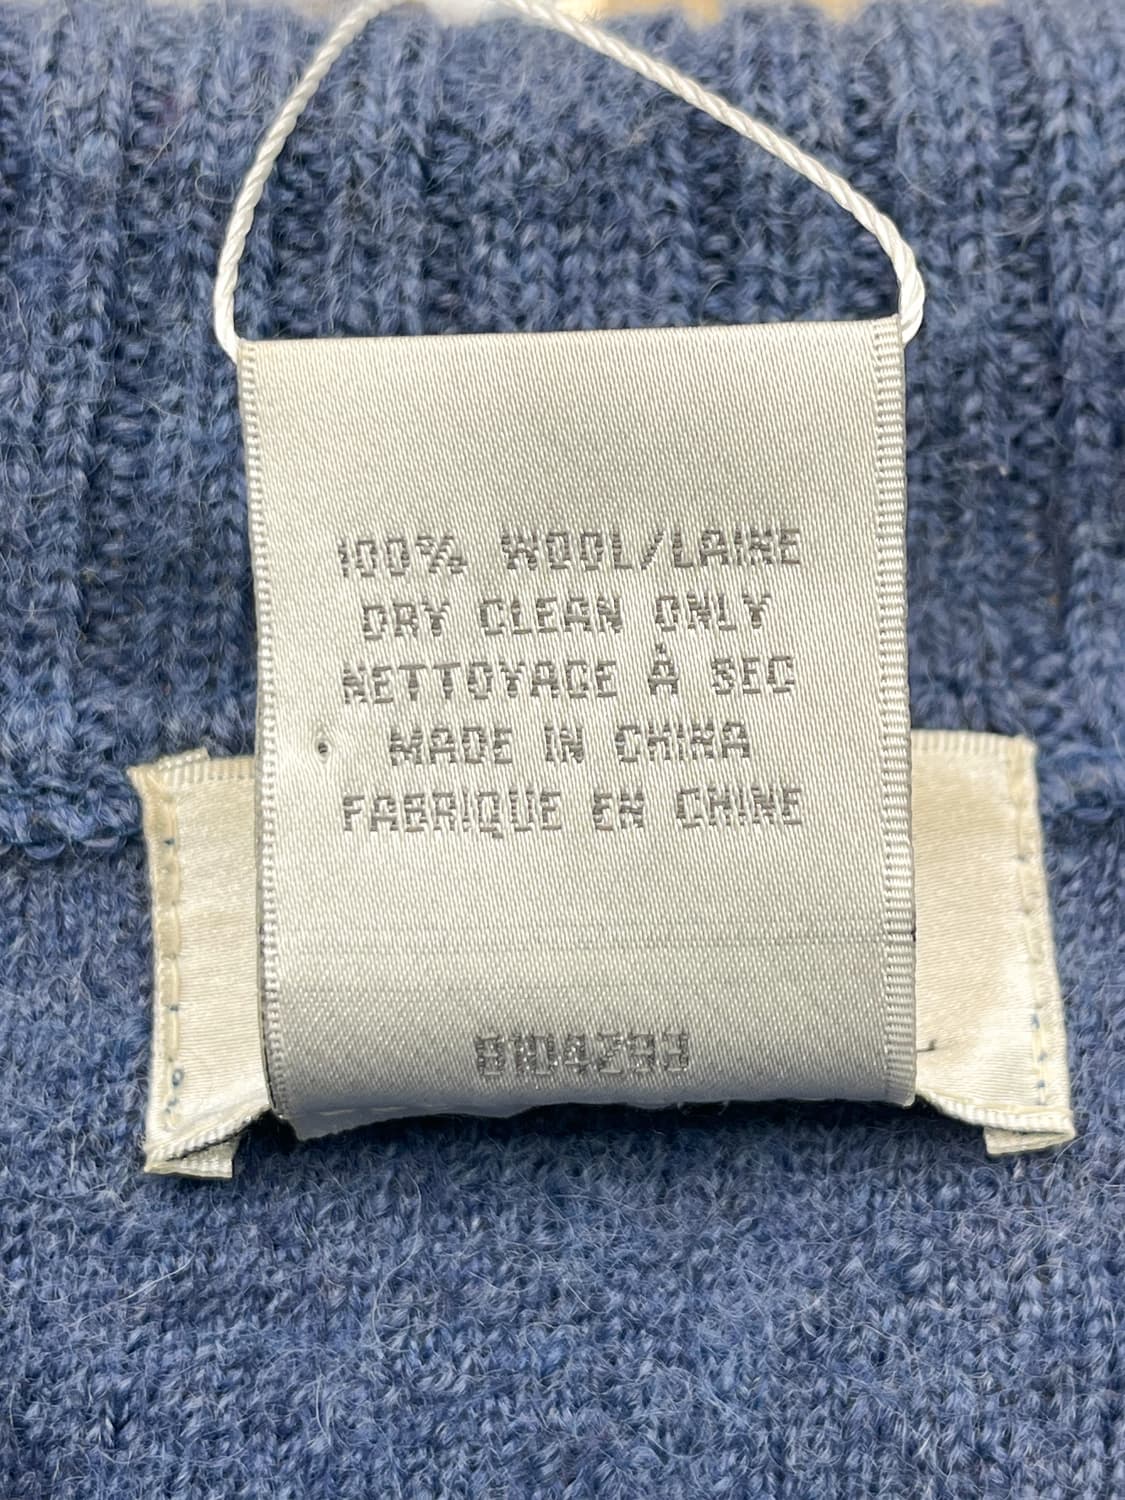 100% WOOL/LAINE
DRY CLEAN ONLY
NETTOYAGE À SEC
MADE IN CHINA
FABRIQUE EN CHINE